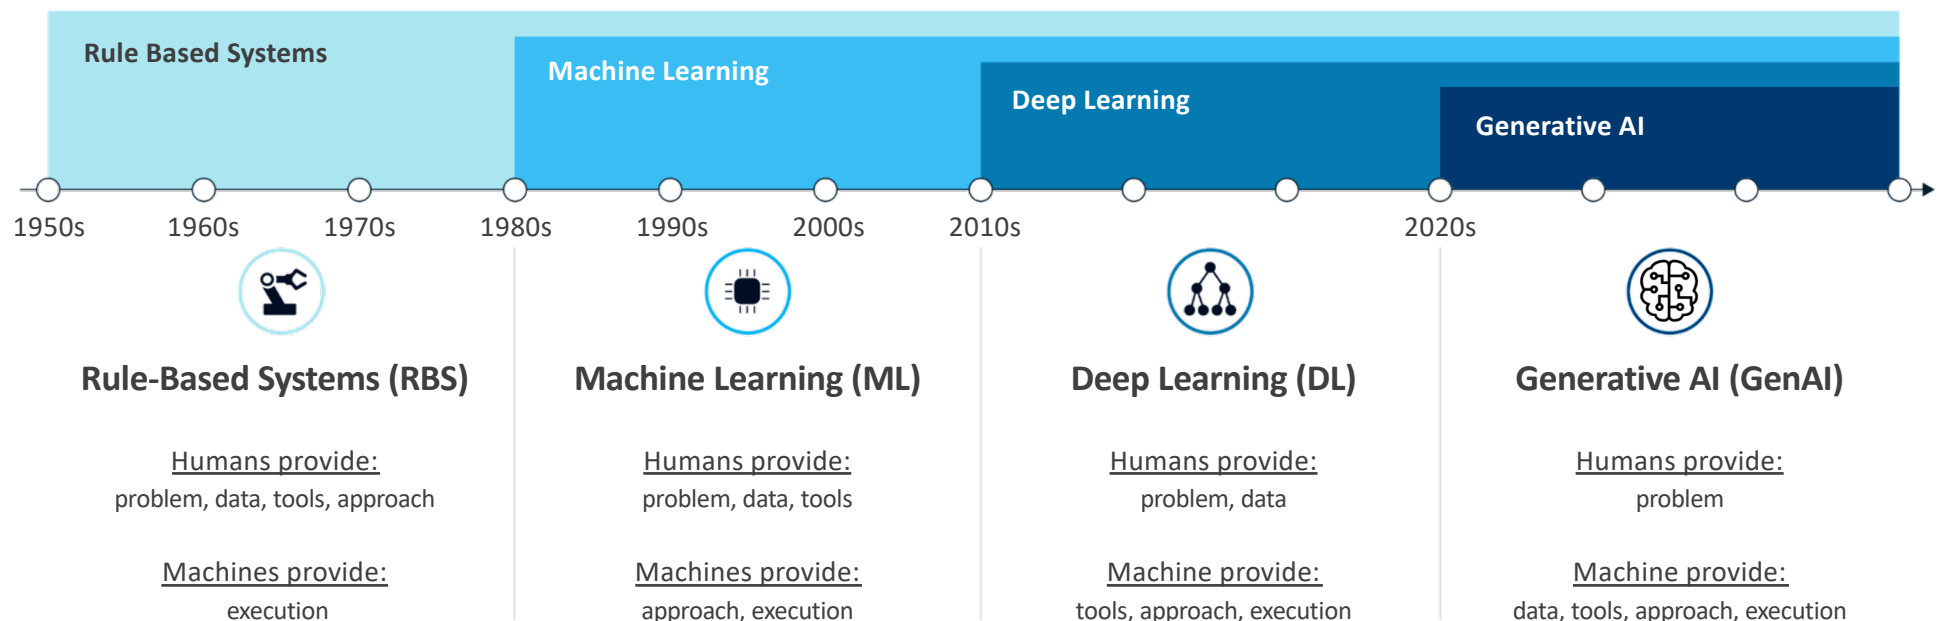 Rule Based Systems
Machine Learning
Deep Learning
Generative AI
1950s 1960s 1970s 1980s 1990s 2000s 2010s 2020s
Rule-Based Systems (RBS)
Humans provide:
problem, data, tools, approach
Machines provide:
execution
Machine Learning (ML)
Humans provide:
problem, data, tools
Machines provide:
approach, execution
Deep Learning (DL)
Humans provide:
problem, data
Machine provide:
tools, approach, execution
Generative AI (GenAI)
Humans provide:
problem
Machine provide:
data, tools, approach, execution